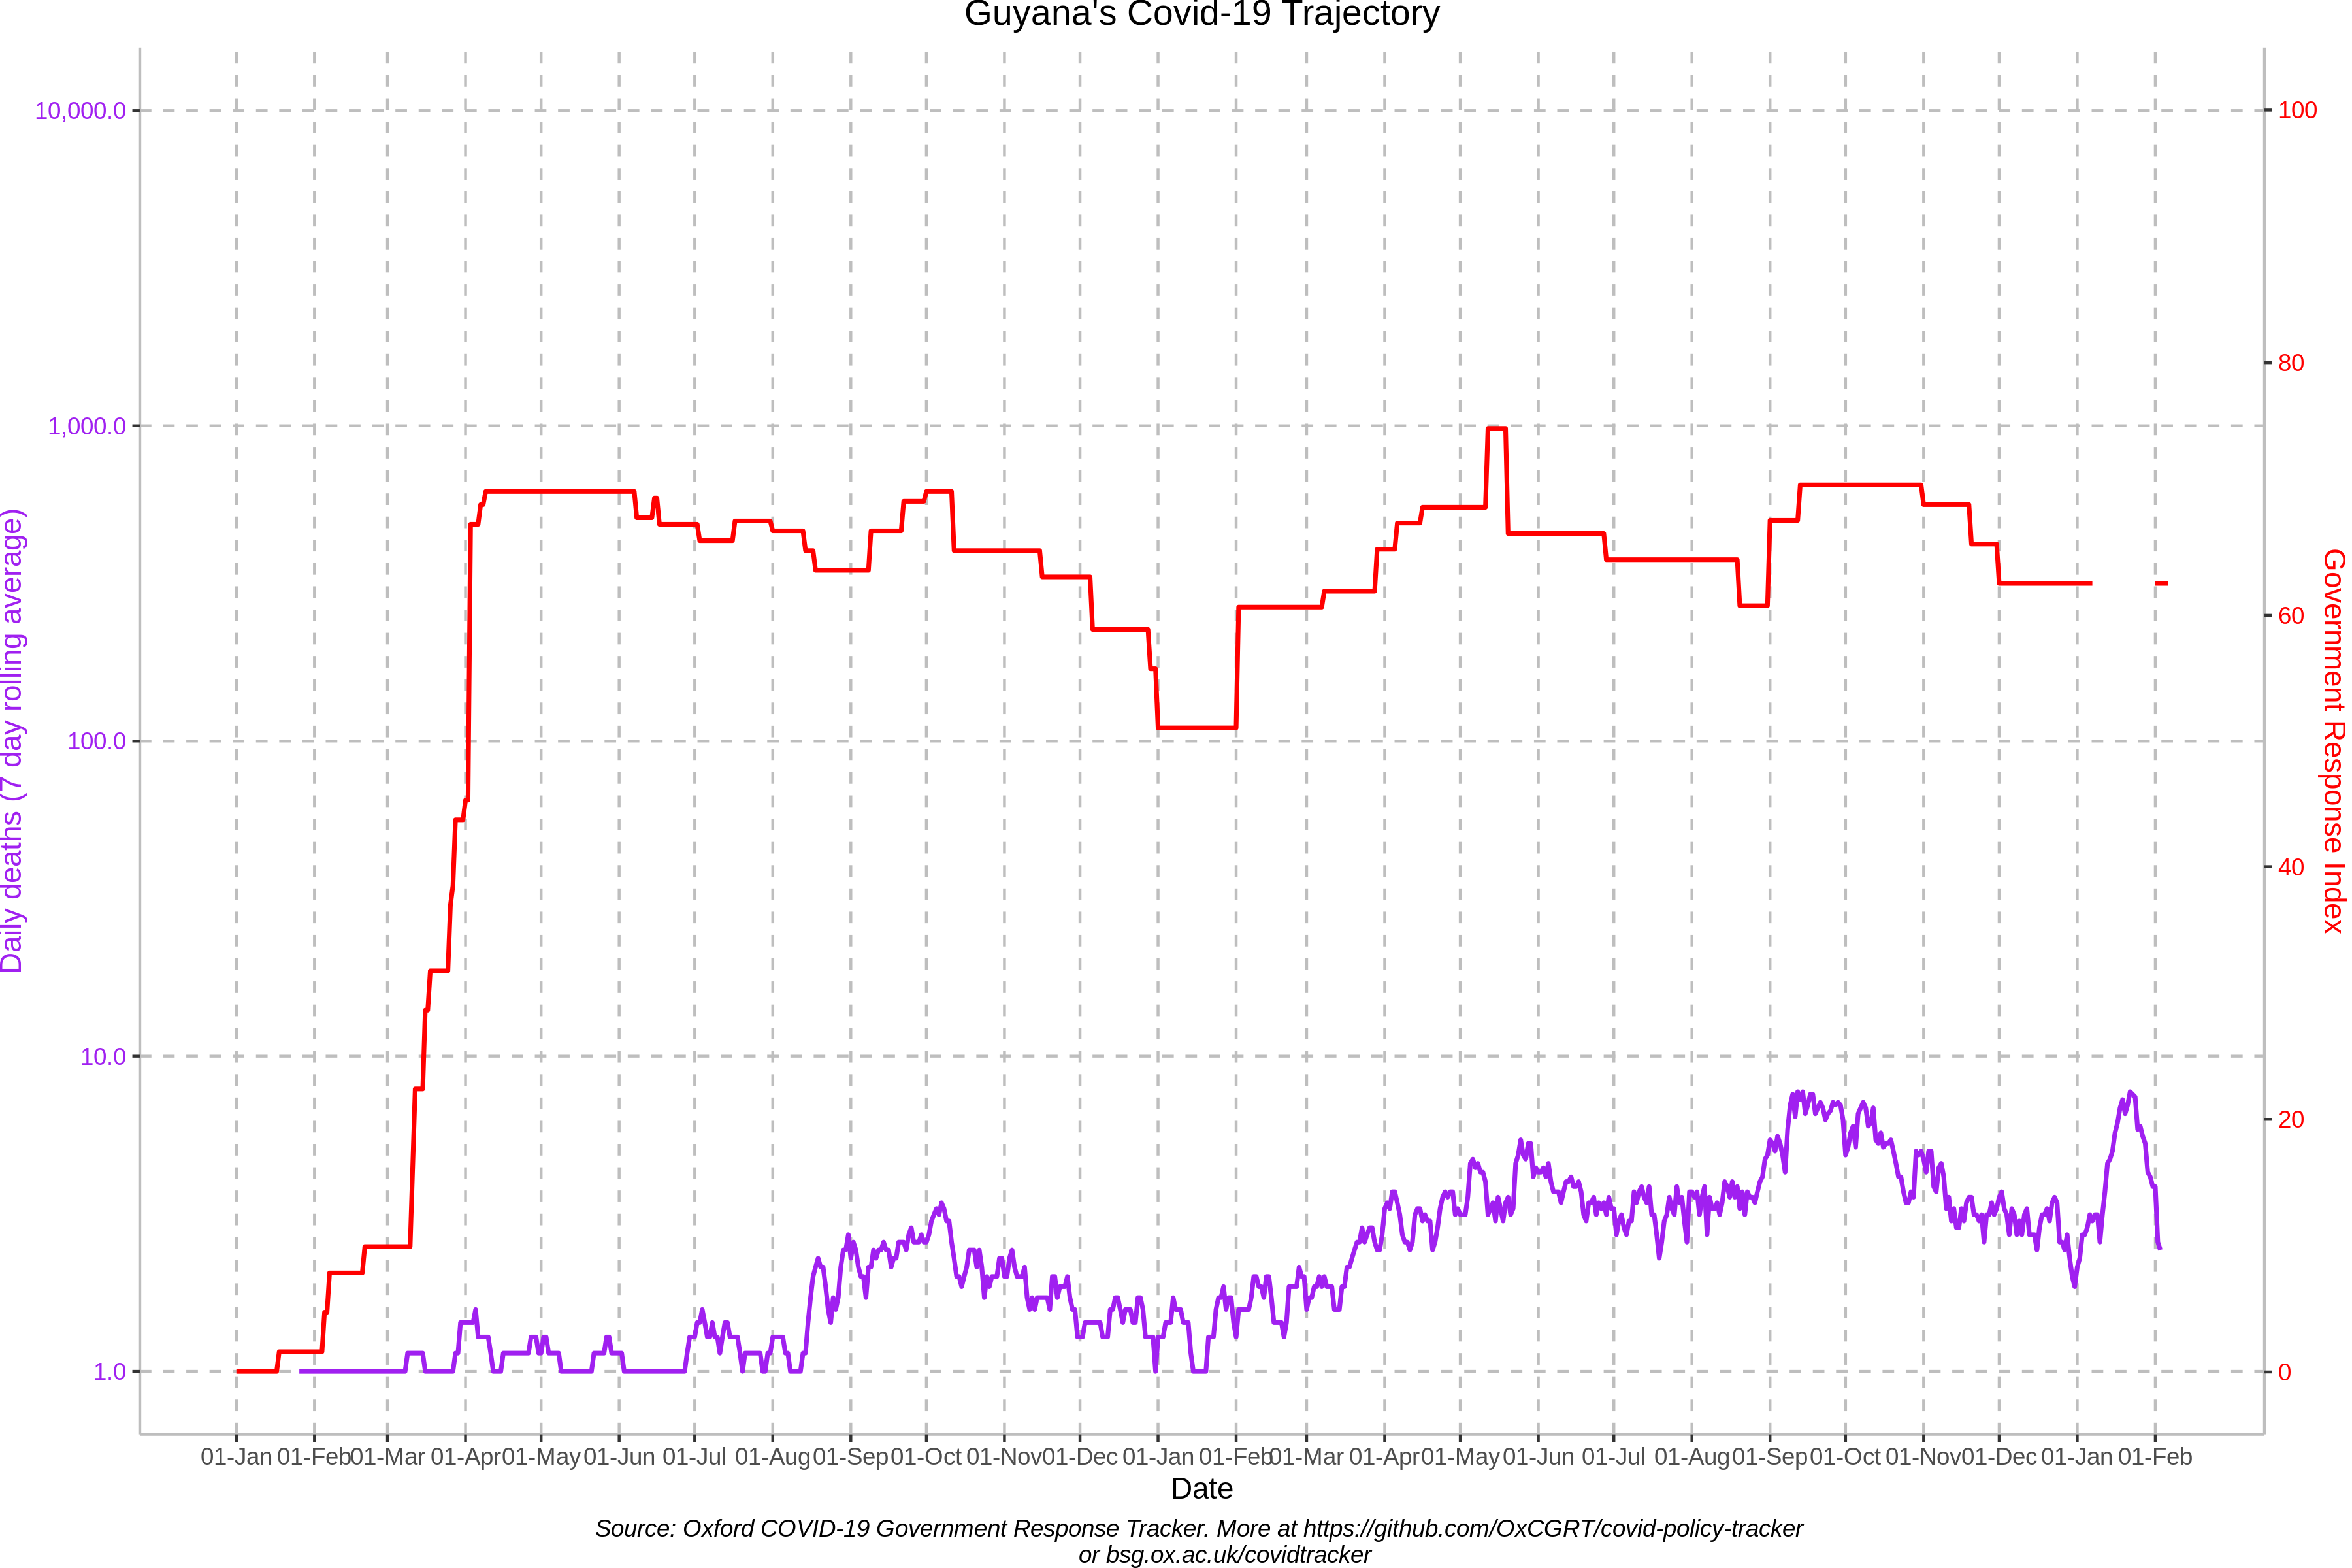 Guyana's Covid-19 Trajectory
10,000.0
1,000.0
100.0
10.0
1.0
Daily deaths (7 day rolling average)
100
80
60
40
20
0
Government Response Index
01-Jan 01-Feb 01-Mar 01-Apr 01-May 01-Jun 01-Jul 01-Aug 01-Sep 01-Oct 01-Nov 01-Dec 01-Jan 01-Feb 01-Mar 01-Apr 01-May 01-Jun 01-Jul 01-Aug 01-Sep 01-Oct 01-Nov 01-Dec 01-Jan 01-Feb
Date
Source: Oxford COVID-19 Government Response Tracker. More at https://github.com/OxCGRT/covid-policy-tracker
or bsg.ox.ac.uk/covidtracker